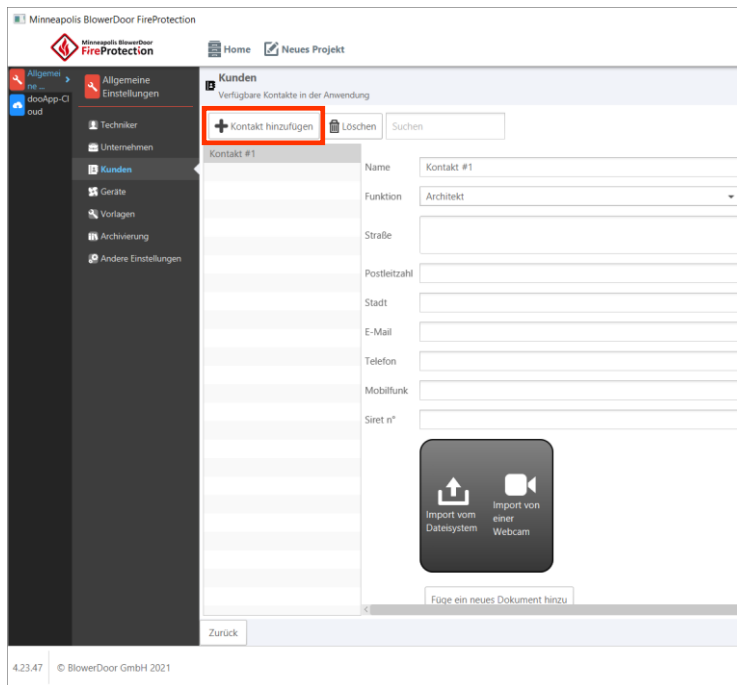 Minneapolis BlowerDoor FireProtection
Minneapolis BlowerDoor
FireProtection
Home
Neues Projekt
Allgemei
ne ...
dooApp-Cl
oud
Allgemeine
Einstellungen
Techniker
Unternehmen
Kunden
Geräte
Vorlagen
Archivierung
Andere Einstellungen
Kunden
Verfügbare Kontakte in der Anwendung
Kontakt hinzufügen
Löschen
Suchen
Kontakt #1
Name
Kontakt #1
Funktion
Architekt
Straße
Postleitzahl
Stadt
E-Mail
Telefon
Mobilfunk
Siret n°
Import vom
Dateisystem
Import von
einer
Webcam
Füge ein neues Dokument hinzu
Zurück
4.23.47
© BlowerDoor GmbH 2021